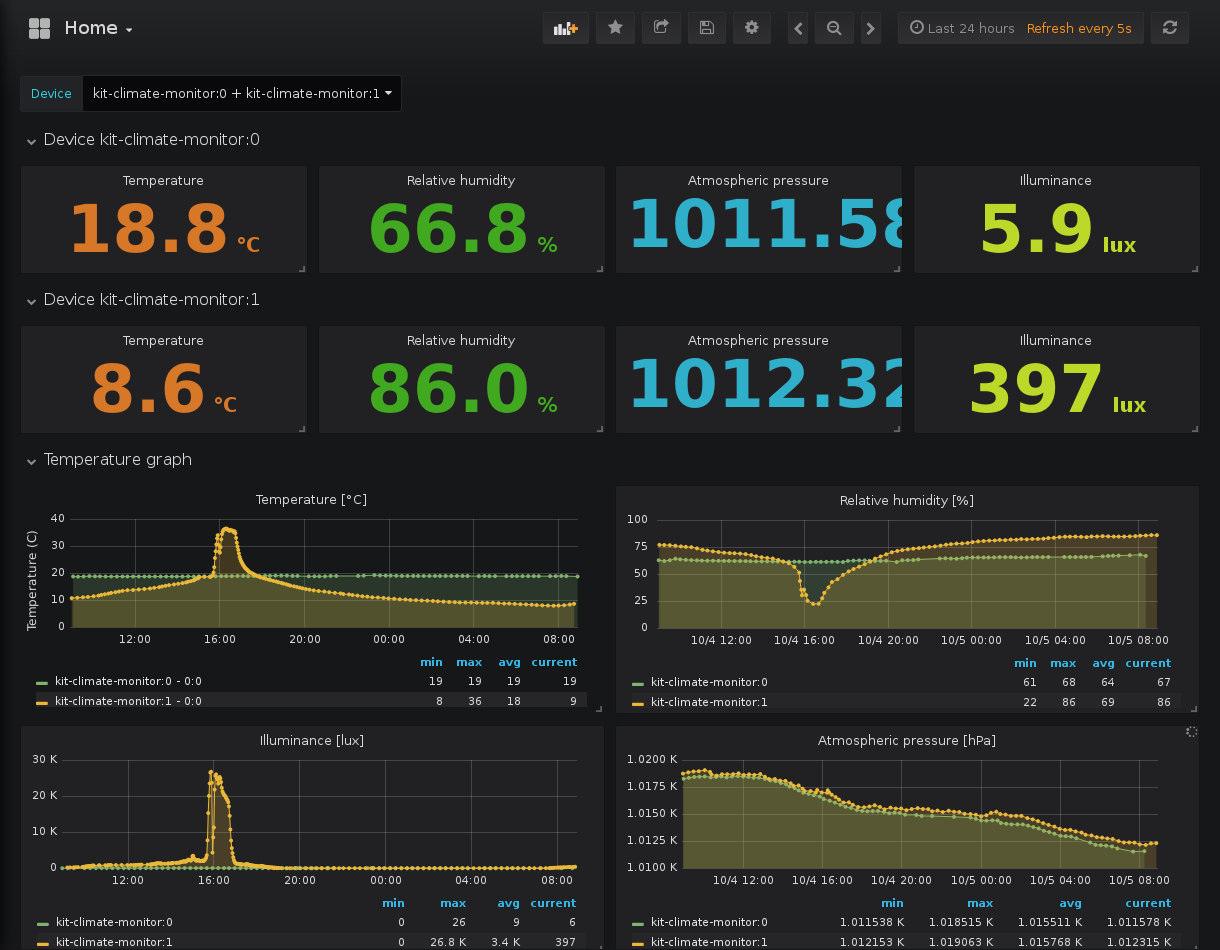 Home
Last 24 hours Refresh every 5s
Device kit-climate-monitor:0 + kit-climate-monitor:1
Device kit-climate-monitor:0
Temperature Relative humidity Atmospheric pressure Illuminance
18.8 °C 66.8 % 1011.58 5.9 lux
Device kit-climate-monitor:1
Temperature Relative humidity Atmospheric pressure Illuminance
8.6 °C 86.0 % 1012.32 397 lux
Temperature graph
Temperature [°C]
Temperature (C)
40
30
20
10
0
12:00 16:00 20:00 00:00 04:00 08:00
min max avg current
kit-climate-monitor:0 - 0:0 19 19 19 19
kit-climate-monitor:1 - 0:0 8 36 18 9
Relative humidity [%]
100
75
50
25
0
10/4 12:00 10/4 16:00 10/4 20:00 10/5 00:00 10/5 04:00 10/5 08:00
min max avg current
kit-climate-monitor:0 61 68 64 67
kit-climate-monitor:1 22 86 69 86
Illuminance [lux]
30 K
20 K
10 K
0
12:00 16:00 20:00 00:00 04:00 08:00
min max avg current
kit-climate-monitor:0 0 26 9 6
kit-climate-monitor:1 0 26.8 K 3.4 K 397
Atmospheric pressure [hPa]
1.0200 K
1.0175 K
1.0150 K
1.0125 K
1.0100 K
10/4 12:00 10/4 16:00 10/4 20:00 10/5 00:00 10/5 04:00 10/5 08:00
min max avg current
kit-climate-monitor:0 1.011538 K 1.018515 K 1.015511 K 1.011578 K
kit-climate-monitor:1 1.012153 K 1.019063 K 1.015768 K 1.012315 K